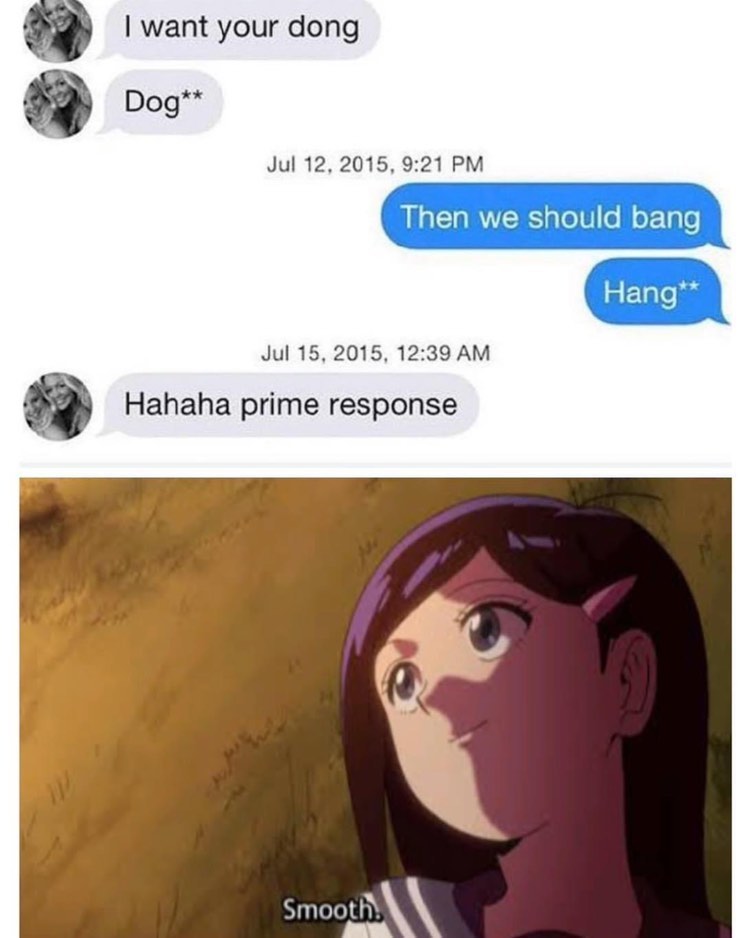 I want your dong
Dog**
Jul 12, 2015, 9:21 PM
Then we should bang
Hang**
Jul 15, 2015, 12:39 AM
Hahaha prime response
Smooth.